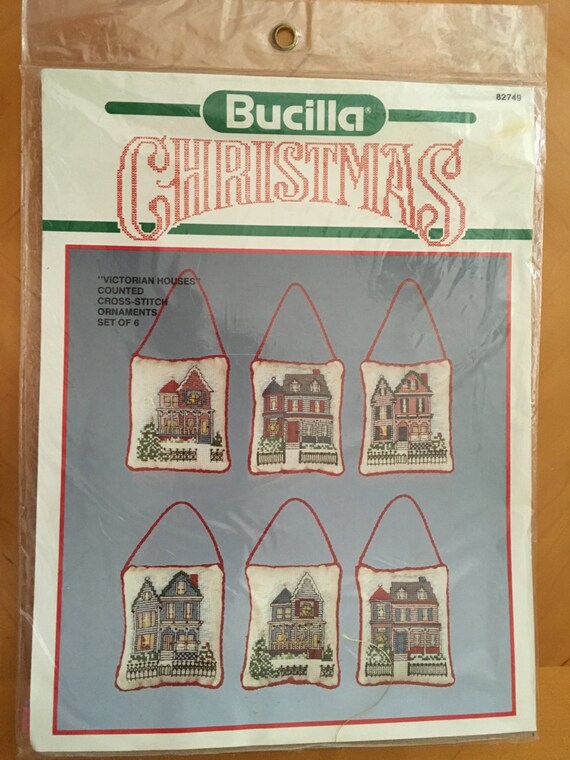 82749
Bucilla®
CHRISTMAS
"VICTORIAN HOUSES"
COUNTED
CROSS-STITCH
ORNAMENTS
SET OF 6